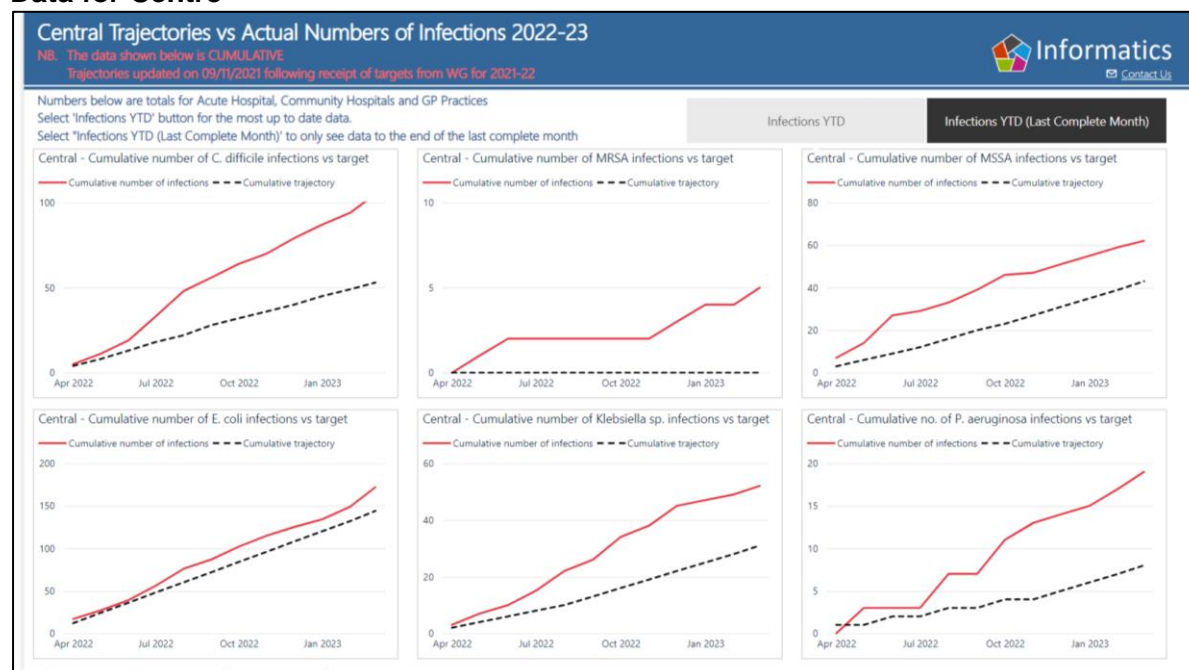 Data for Centre
Central Trajectories vs Actual Numbers of Infections 2022-23
NB. The data shown below is CUMULATIVE
Trajectories updated on 09/11/2021 following receipt of targets from WG for 2021-22
Informatics
Contact Us
Numbers below are totals for Acute Hospital, Community Hospitals and GP Practices
Select 'Infections YTD' button for the most up to date data.
Select "Infections YTD (Last Complete Month)' to only see data to the end of the last complete month
Infections YTD
Infections YTD (Last Complete Month)
Central - Cumulative number of C. difficile infections vs target
Cumulative number of infections
Cumulative trajectory
100
50
0
Apr 2022 Jul 2022 Oct 2022 Jan 2023
Central - Cumulative number of MRSA infections vs target
Cumulative number of infections
Cumulative trajectory
10
5
0
Apr 2022 Jul 2022 Oct 2022 Jan 2023
Central - Cumulative number of MSSA infections vs target
Cumulative number of infections
Cumulative trajectory
80
60
40
20
0
Apr 2022 Jul 2022 Oct 2022 Jan 2023
Central - Cumulative number of E. coli infections vs target
Cumulative number of infections
Cumulative trajectory
200
150
100
50
0
Apr 2022 Jul 2022 Oct 2022 Jan 2023
Central - Cumulative number of Klebsiella sp. infections vs target
Cumulative number of infections
Cumulative trajectory
60
40
20
0
Apr 2022 Jul 2022 Oct 2022 Jan 2023
Central - Cumulative no. of P. aeruginosa infections vs target
Cumulative number of infections
Cumulative trajectory
20
15
10
5
0
Apr 2022 Jul 2022 Oct 2022 Jan 2023